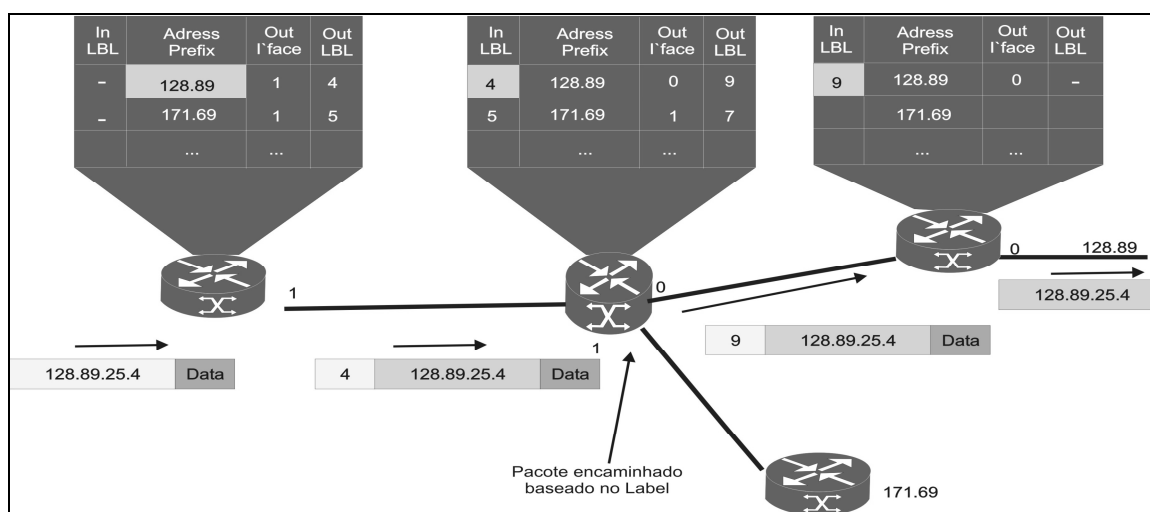 In LBL Adress Prefix Out I`face Out LBL
- 128.89 1 4
- 171.69 1 5
...
In LBL Adress Prefix Out I`face Out LBL
4 128.89 0 9
5 171.69 1 7
...
In LBL Adress Prefix Out I`face Out LBL
9 128.89 0 -
171.69
...
0 128.89
128.89.25.4
1
0
1
9 128.89.25.4 Data
128.89.25.4 Data
4 128.89.25.4 Data
Pacote encaminhado
baseado no Label
171.69